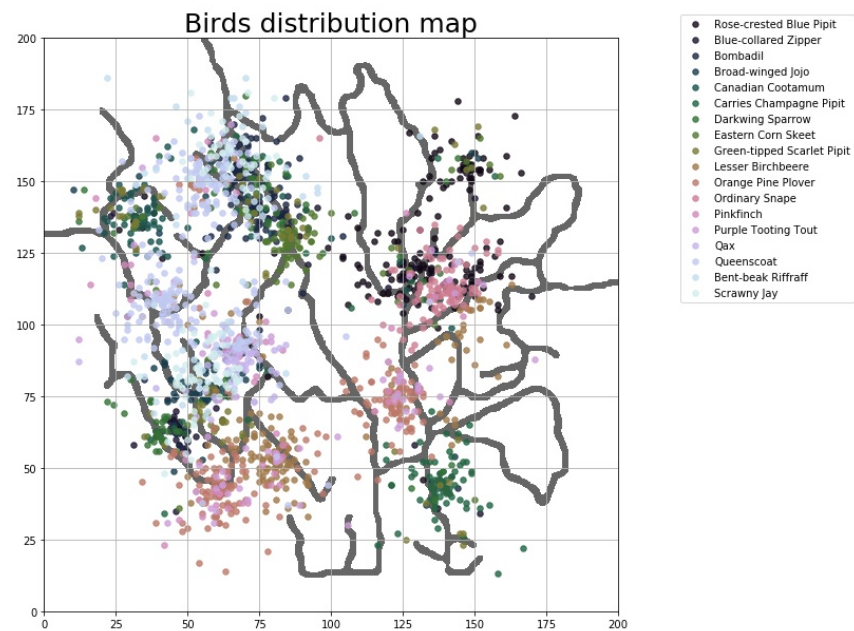 Birds distribution map
200
175
150
125
100
75
50
25
0
0 25 50 75 100 125 150 175 200
Rose-crested Blue Pipit
Blue-collared Zipper
Bombadil
Broad-winged Jojo
Canadian Cootamum
Carries Champagne Pipit
Darkwing Sparrow
Eastern Corn Skeet
Green-tipped Scarlet Pipit
Lesser Birchbeere
Orange Pine Plover
Ordinary Snape
Pinkfinch
Purple Tooting Tout
Qax
Queenscoat
Bent-beak Riffraff
Scrawny Jay